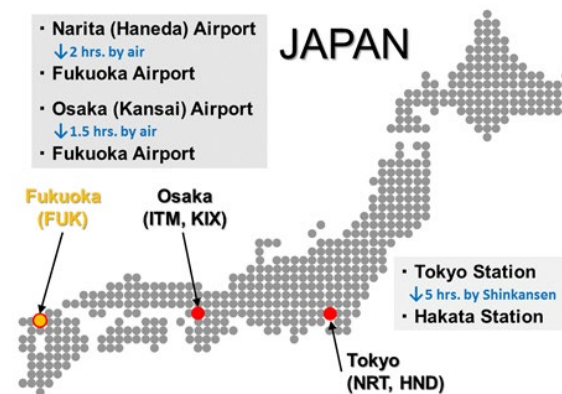 JAPAN
・ Narita (Haneda) Airport
↓2 hrs. by air
・ Fukuoka Airport
・ Osaka (Kansai) Airport
↓1.5 hrs. by air
・ Fukuoka Airport
Fukuoka
(FUK)
Osaka
(ITM, KIX)
・ Tokyo Station
↓5 hrs. by Shinkansen
・ Hakata Station
Tokyo
(NRT, HND)